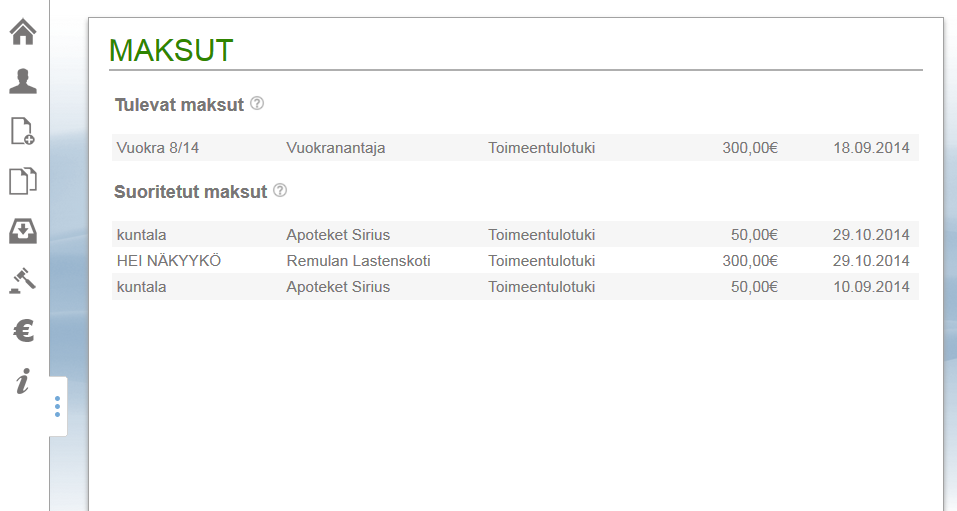 MAKSUT
Tulevat maksut ?
Vuokra 8/14 Vuokranantaja Toimeentulotuki 300,00€ 18.09.2014
Suoritetut maksut ?
kuntala Apoteket Sirius Toimeentulotuki 50,00€ 29.10.2014
HEI NÄKYYKÖ Remulan Lastenskoti Toimeentulotuki 300,00€ 29.10.2014
kuntala Apoteket Sirius Toimeentulotuki 50,00€ 10.09.2014
€
i